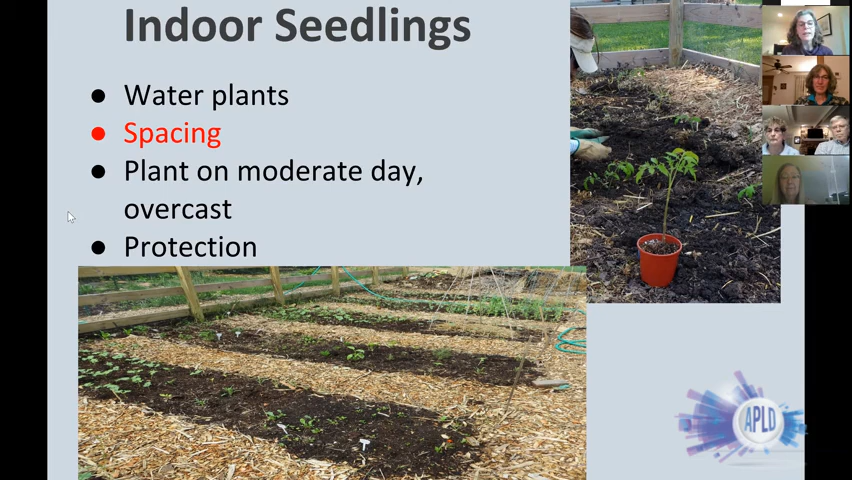 Indoor Seedlings
● Water plants
● Spacing
● Plant on moderate day,
overcast
● Protection
APLD